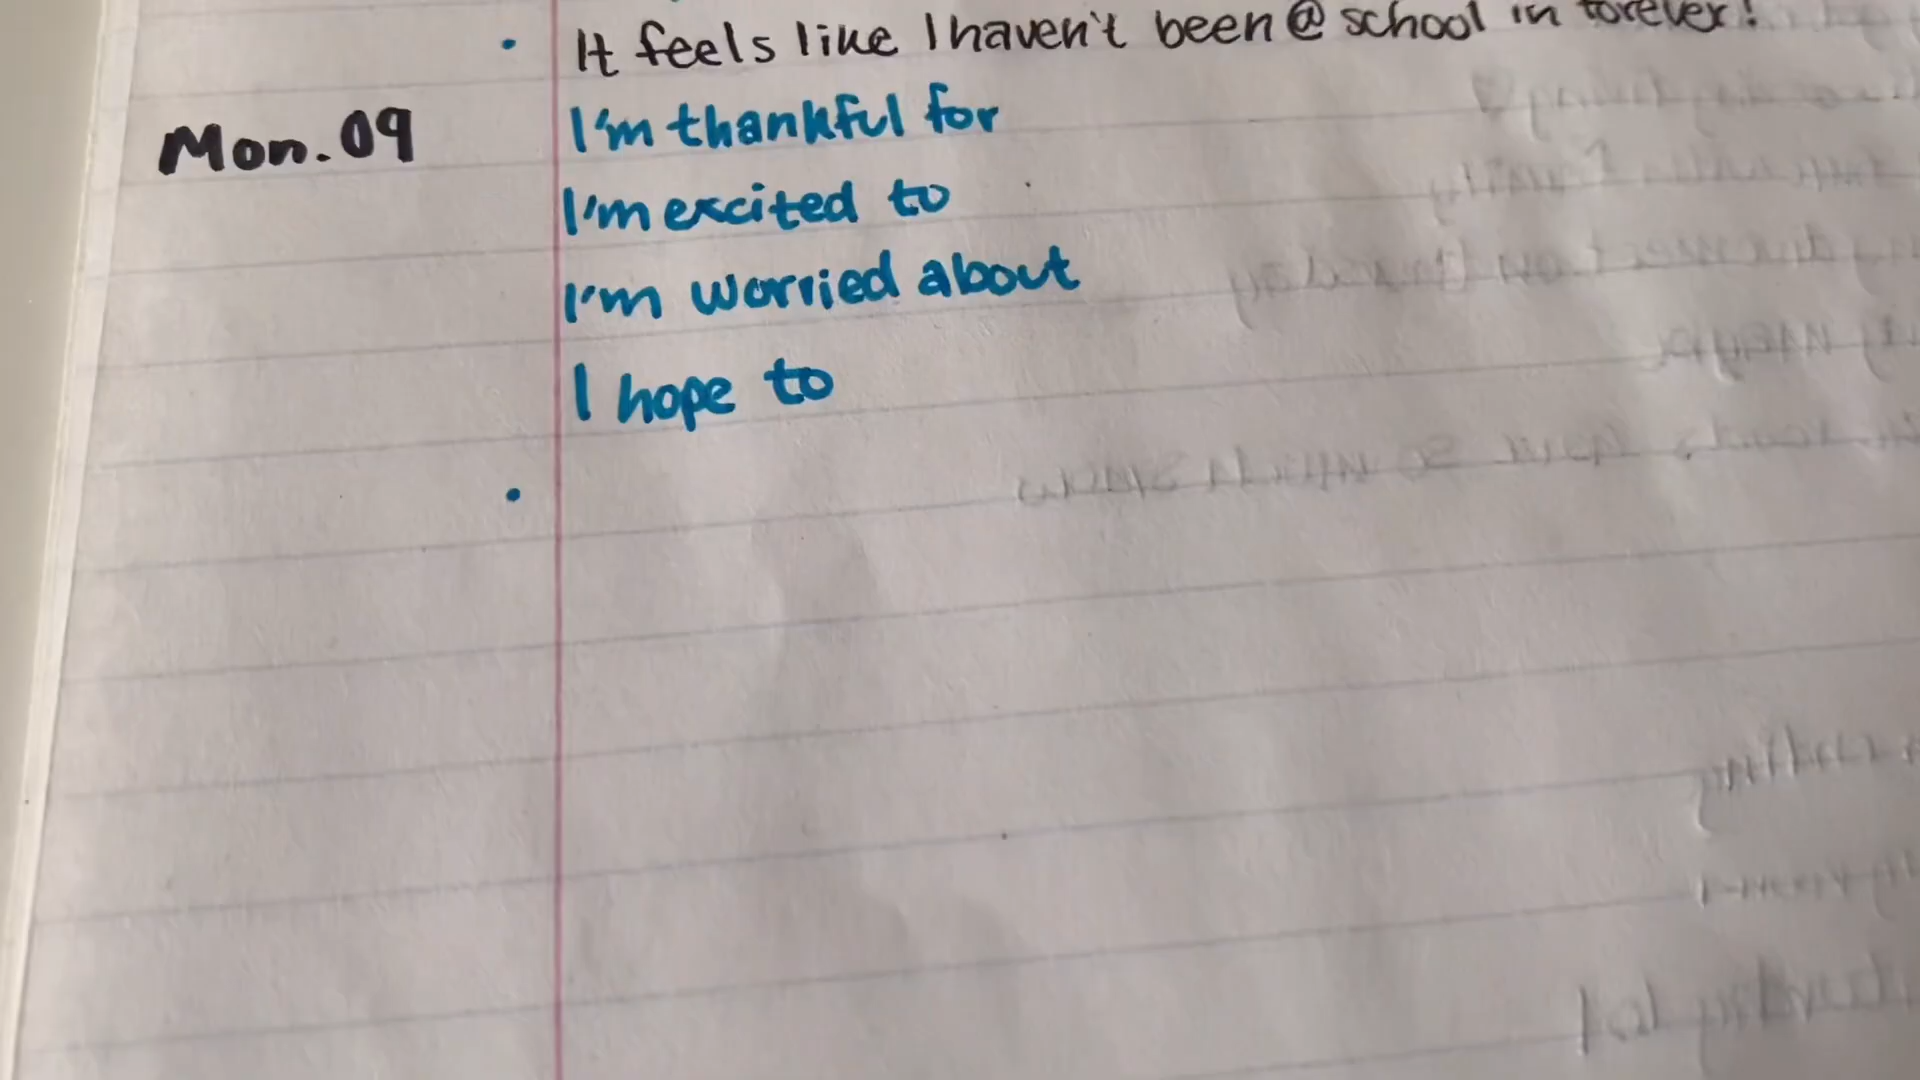 It feels like I haven't been @ school in forever!
Mon. 09
I'm thankful for
I'm excited to
I'm worried about
I hope to